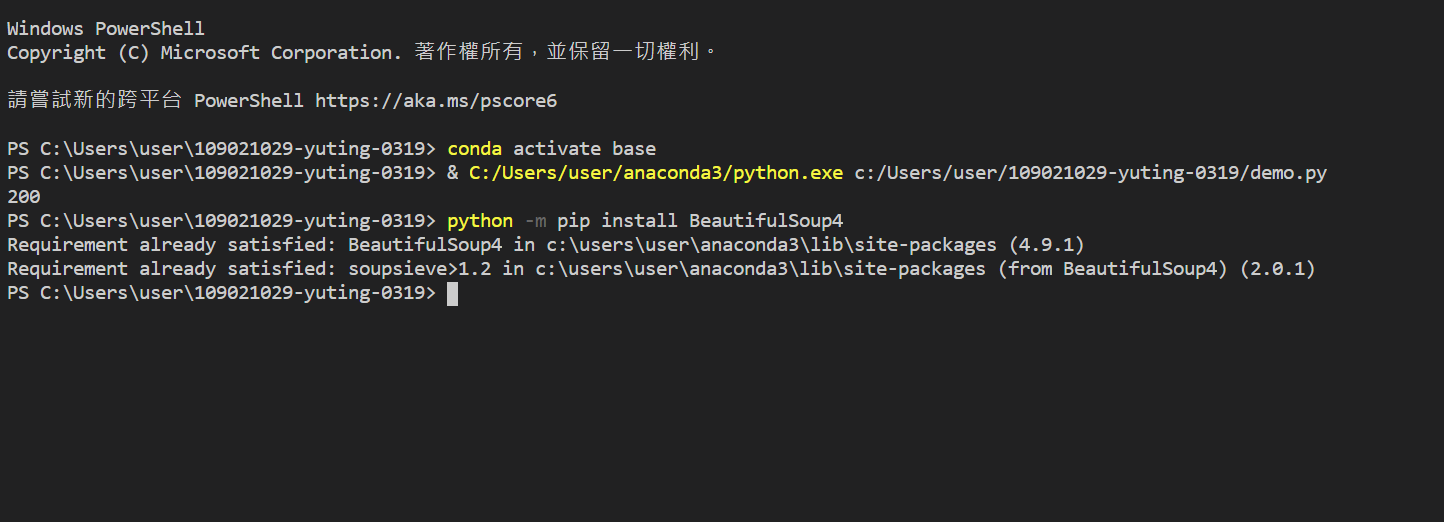 Windows PowerShell
Copyright (C) Microsoft Corporation. 著作權所有，並保留一切權利。
請嘗試新的跨平台 PowerShell https://aka.ms/pscore6
PS C:\Users\user\109021029-yuting-0319> conda activate base
PS C:\Users\user\109021029-yuting-0319> & C:/Users/user/anaconda3/python.exe c:/Users/user/109021029-yuting-0319/demo.py
200
PS C:\Users\user\109021029-yuting-0319> python -m pip install BeautifulSoup4
Requirement already satisfied: BeautifulSoup4 in c:\users\user\anaconda3\lib\site-packages (4.9.1)
Requirement already satisfied: soupsieve>1.2 in c:\users\user\anaconda3\lib\site-packages (from BeautifulSoup4) (2.0.1)
PS C:\Users\user\109021029-yuting-0319>